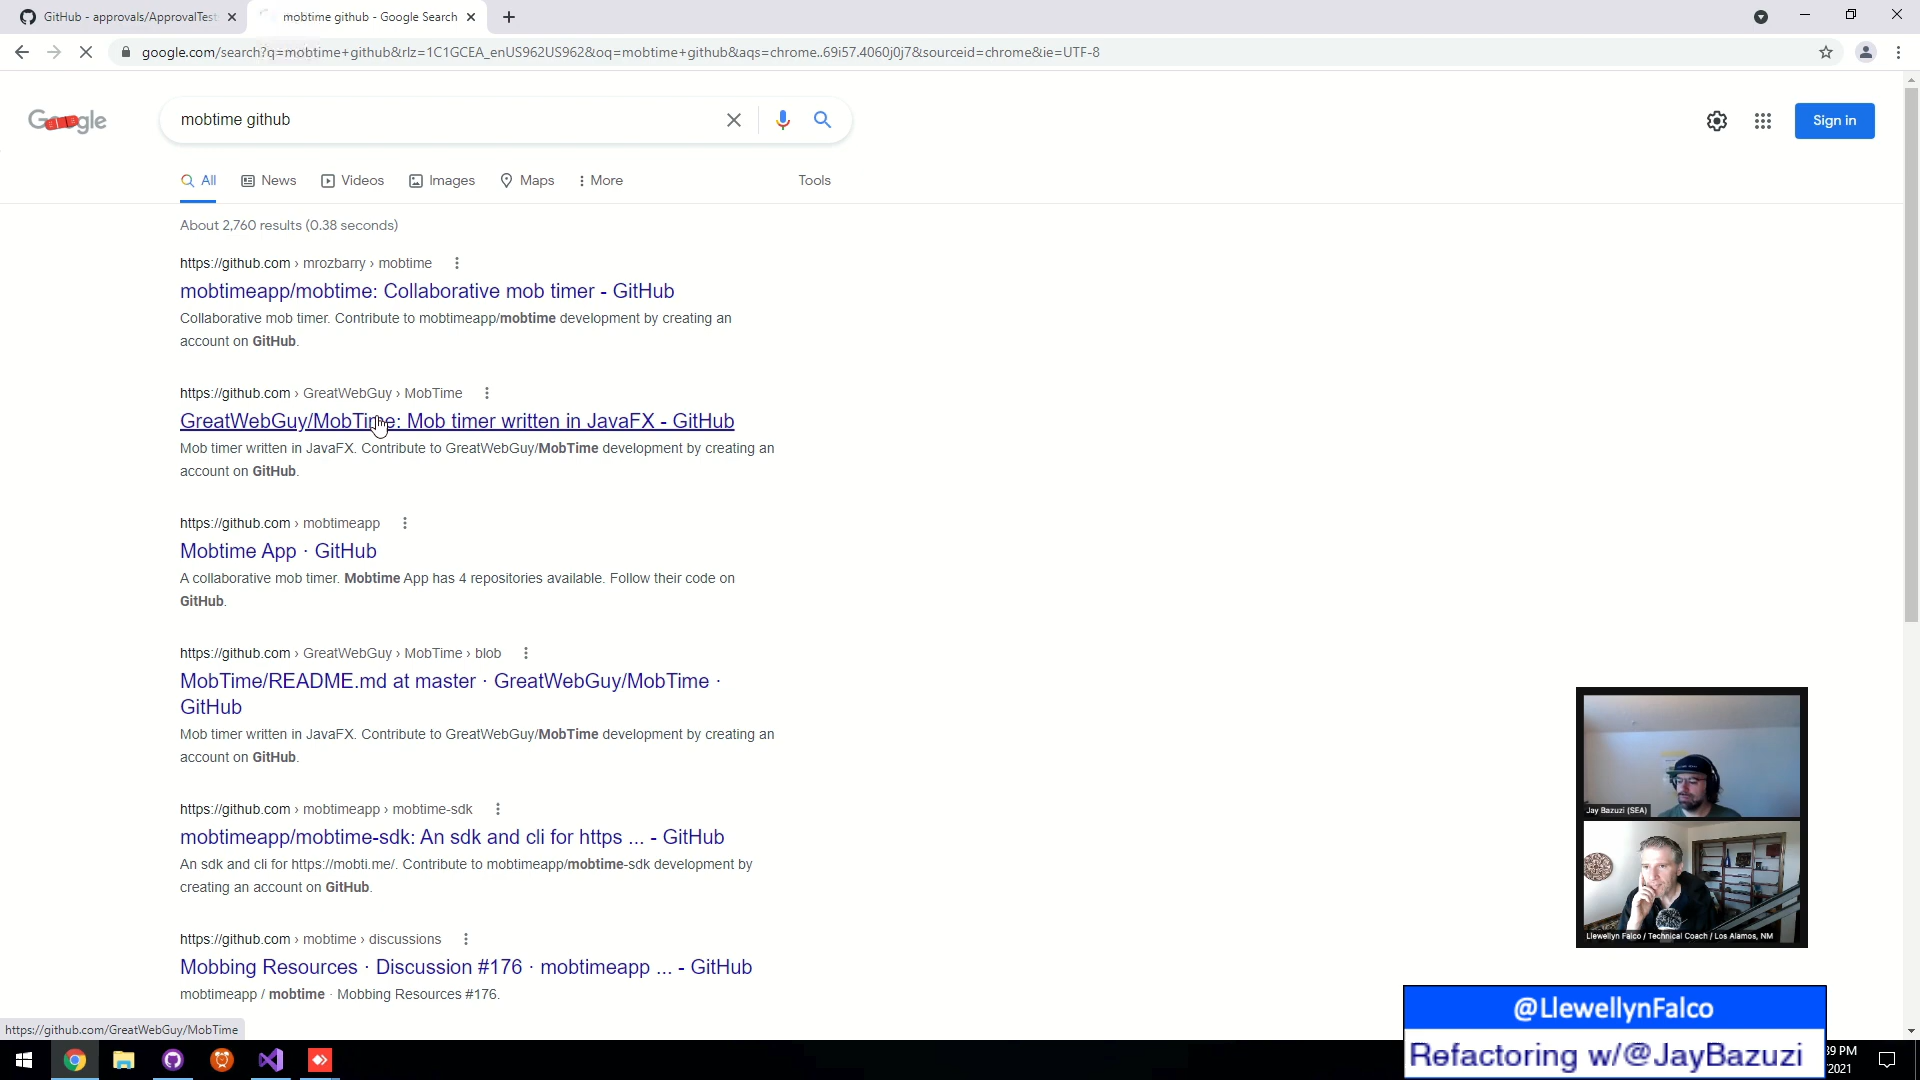 GitHub - approvals/ApprovalTest
mobtime github - Google Search
google.com/search?q=mobtime+github&rlz=1C1GCEA_enUS962US962&oq=mobtime+github&aqs=chrome..69i57.4060j0j7&sourceid=chrome&ie=UTF-8
Google
mobtime github
Sign in
All
News
Videos
Images
Maps
More
Tools
About 2,760 results (0.38 seconds)
https://github.com › mrozbarry › mobtime
mobtimeapp/mobtime: Collaborative mob timer - GitHub
Collaborative mob timer. Contribute to mobtimeapp/mobtime development by creating an
account on GitHub.
https://github.com › GreatWebGuy › MobTime
GreatWebGuy/MobTime: Mob timer written in JavaFX - GitHub
Mob timer written in JavaFX. Contribute to GreatWebGuy/MobTime development by creating an
account on GitHub.
https://github.com › mobtimeapp
Mobtime App · GitHub
A collaborative mob timer. Mobtime App has 4 repositories available. Follow their code on
GitHub.
https://github.com › GreatWebGuy › MobTime › blob
MobTime/README.md at master · GreatWebGuy/MobTime ·
GitHub
Mob timer written in JavaFX. Contribute to GreatWebGuy/MobTime development by creating an
account on GitHub.
https://github.com › mobtimeapp › mobtime-sdk
mobtimeapp/mobtime-sdk: An sdk and cli for https ... - GitHub
An sdk and cli for https://mobti.me/. Contribute to mobtimeapp/mobtime-sdk development by
creating an account on GitHub.
https://github.com › mobtime › discussions
Mobbing Resources · Discussion #176 · mobtimeapp ... - GitHub
mobtimeapp / mobtime · Mobbing Resources #176.
https://github.com/GreatWebGuy/MobTime
Jay Bazuzi (SEA)
Llewellyn Falco / Technical Coach / Los Alamos, NM
@LlewellynFalco
Refactoring w/@JayBazuzi
39 PM
/2021